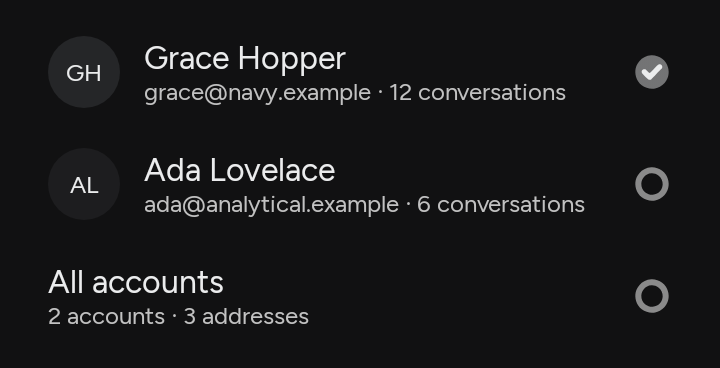 GH
Grace Hopper
grace@navy.example · 12 conversations
AL
Ada Lovelace
ada@analytical.example · 6 conversations
All accounts
2 accounts · 3 addresses